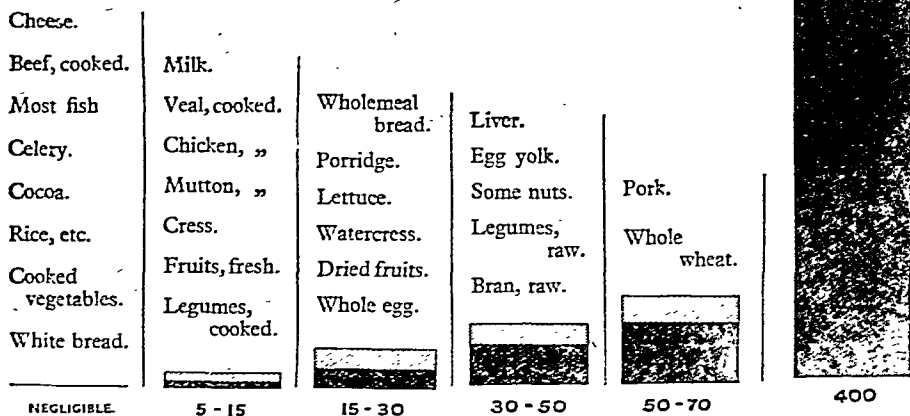 Cheese.
Beef, cooked.
Most fish
Celery.
Cocoa.
Rice, etc.
Cooked
vegetables.
White bread.
NEGLIGIBLE.
Milk.
Veal, cooked.
Chicken, „
Mutton, „
Cress.
Fruits, fresh.
Legumes,
cooked.
5 - 15
Wholemeal
bread.
Porridge.
Lettuce.
Watercress.
Dried fruits.
Whole egg.
15 - 30
Liver.
Egg yolk.
Some nuts.
Legumes,
raw.
Bran, raw.
30 - 50
Pork.
Whole
wheat.
50 - 70
400